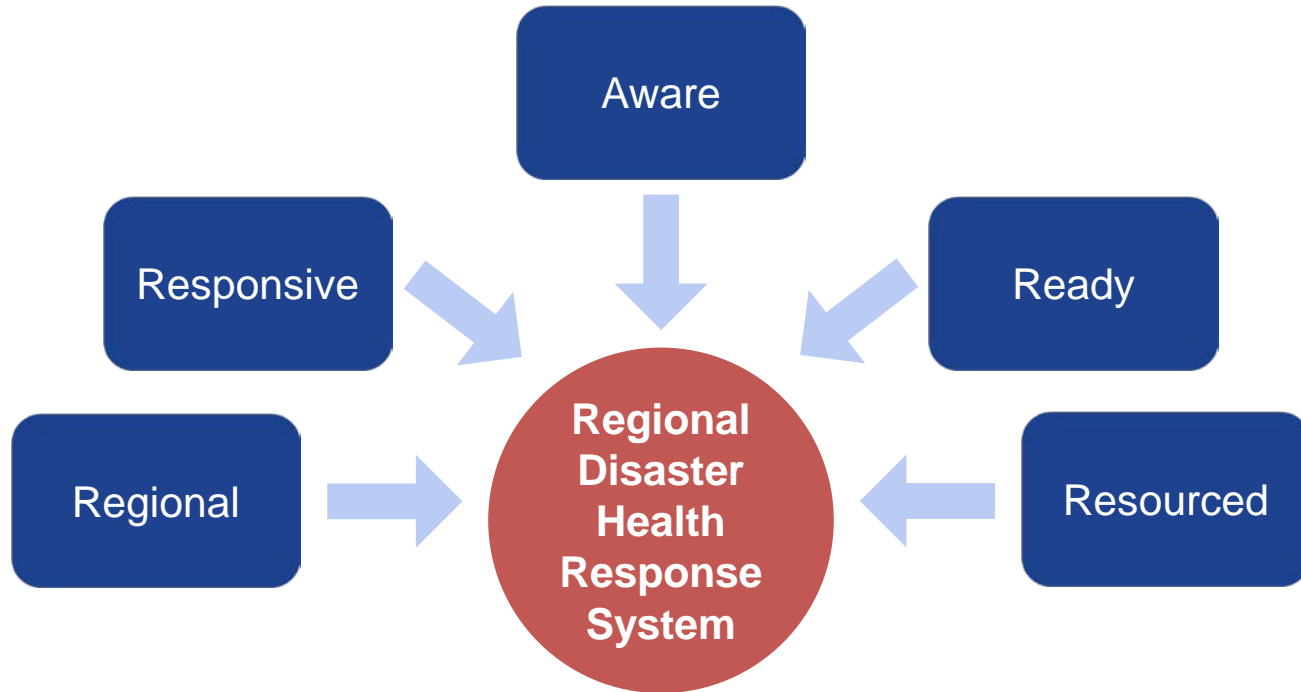 Aware
Responsive
Ready
Regional
Regional
Disaster
Health
Response
System
Resourced